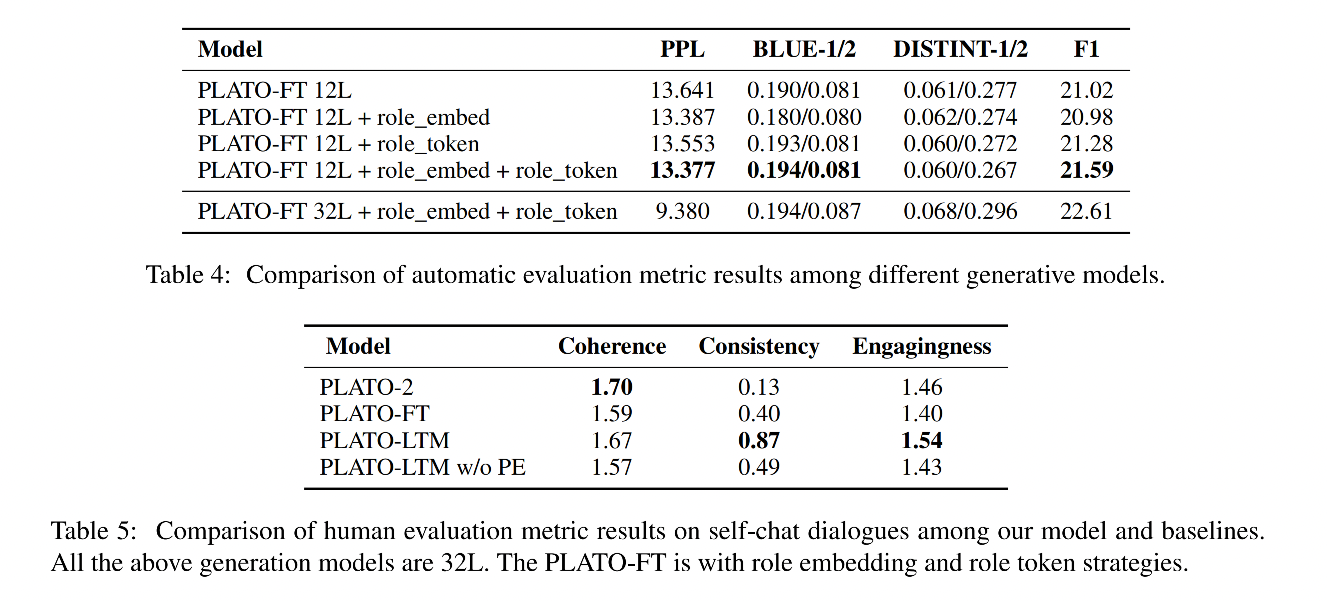 Model PPL BLUE-1/2 DISTINT-1/2 F1
PLATO-FT 12L 13.641 0.190/0.081 0.061/0.277 21.02
PLATO-FT 12L + role_embed 13.387 0.180/0.080 0.062/0.274 20.98
PLATO-FT 12L + role_token 13.553 0.193/0.081 0.060/0.272 21.28
PLATO-FT 12L + role_embed + role_token 13.377 0.194/0.081 0.060/0.267 21.59
PLATO-FT 32L + role_embed + role_token 9.380 0.194/0.087 0.068/0.296 22.61
Table 4: Comparison of automatic evaluation metric results among different generative models.
Model Coherence Consistency Engagingness
PLATO-2 1.70 0.13 1.46
PLATO-FT 1.59 0.40 1.40
PLATO-LTM 1.67 0.87 1.54
PLATO-LTM w/o PE 1.57 0.49 1.43
Table 5: Comparison of human evaluation metric results on self-chat dialogues among our model and baselines.
All the above generation models are 32L. The PLATO-FT is with role embedding and role token strategies.